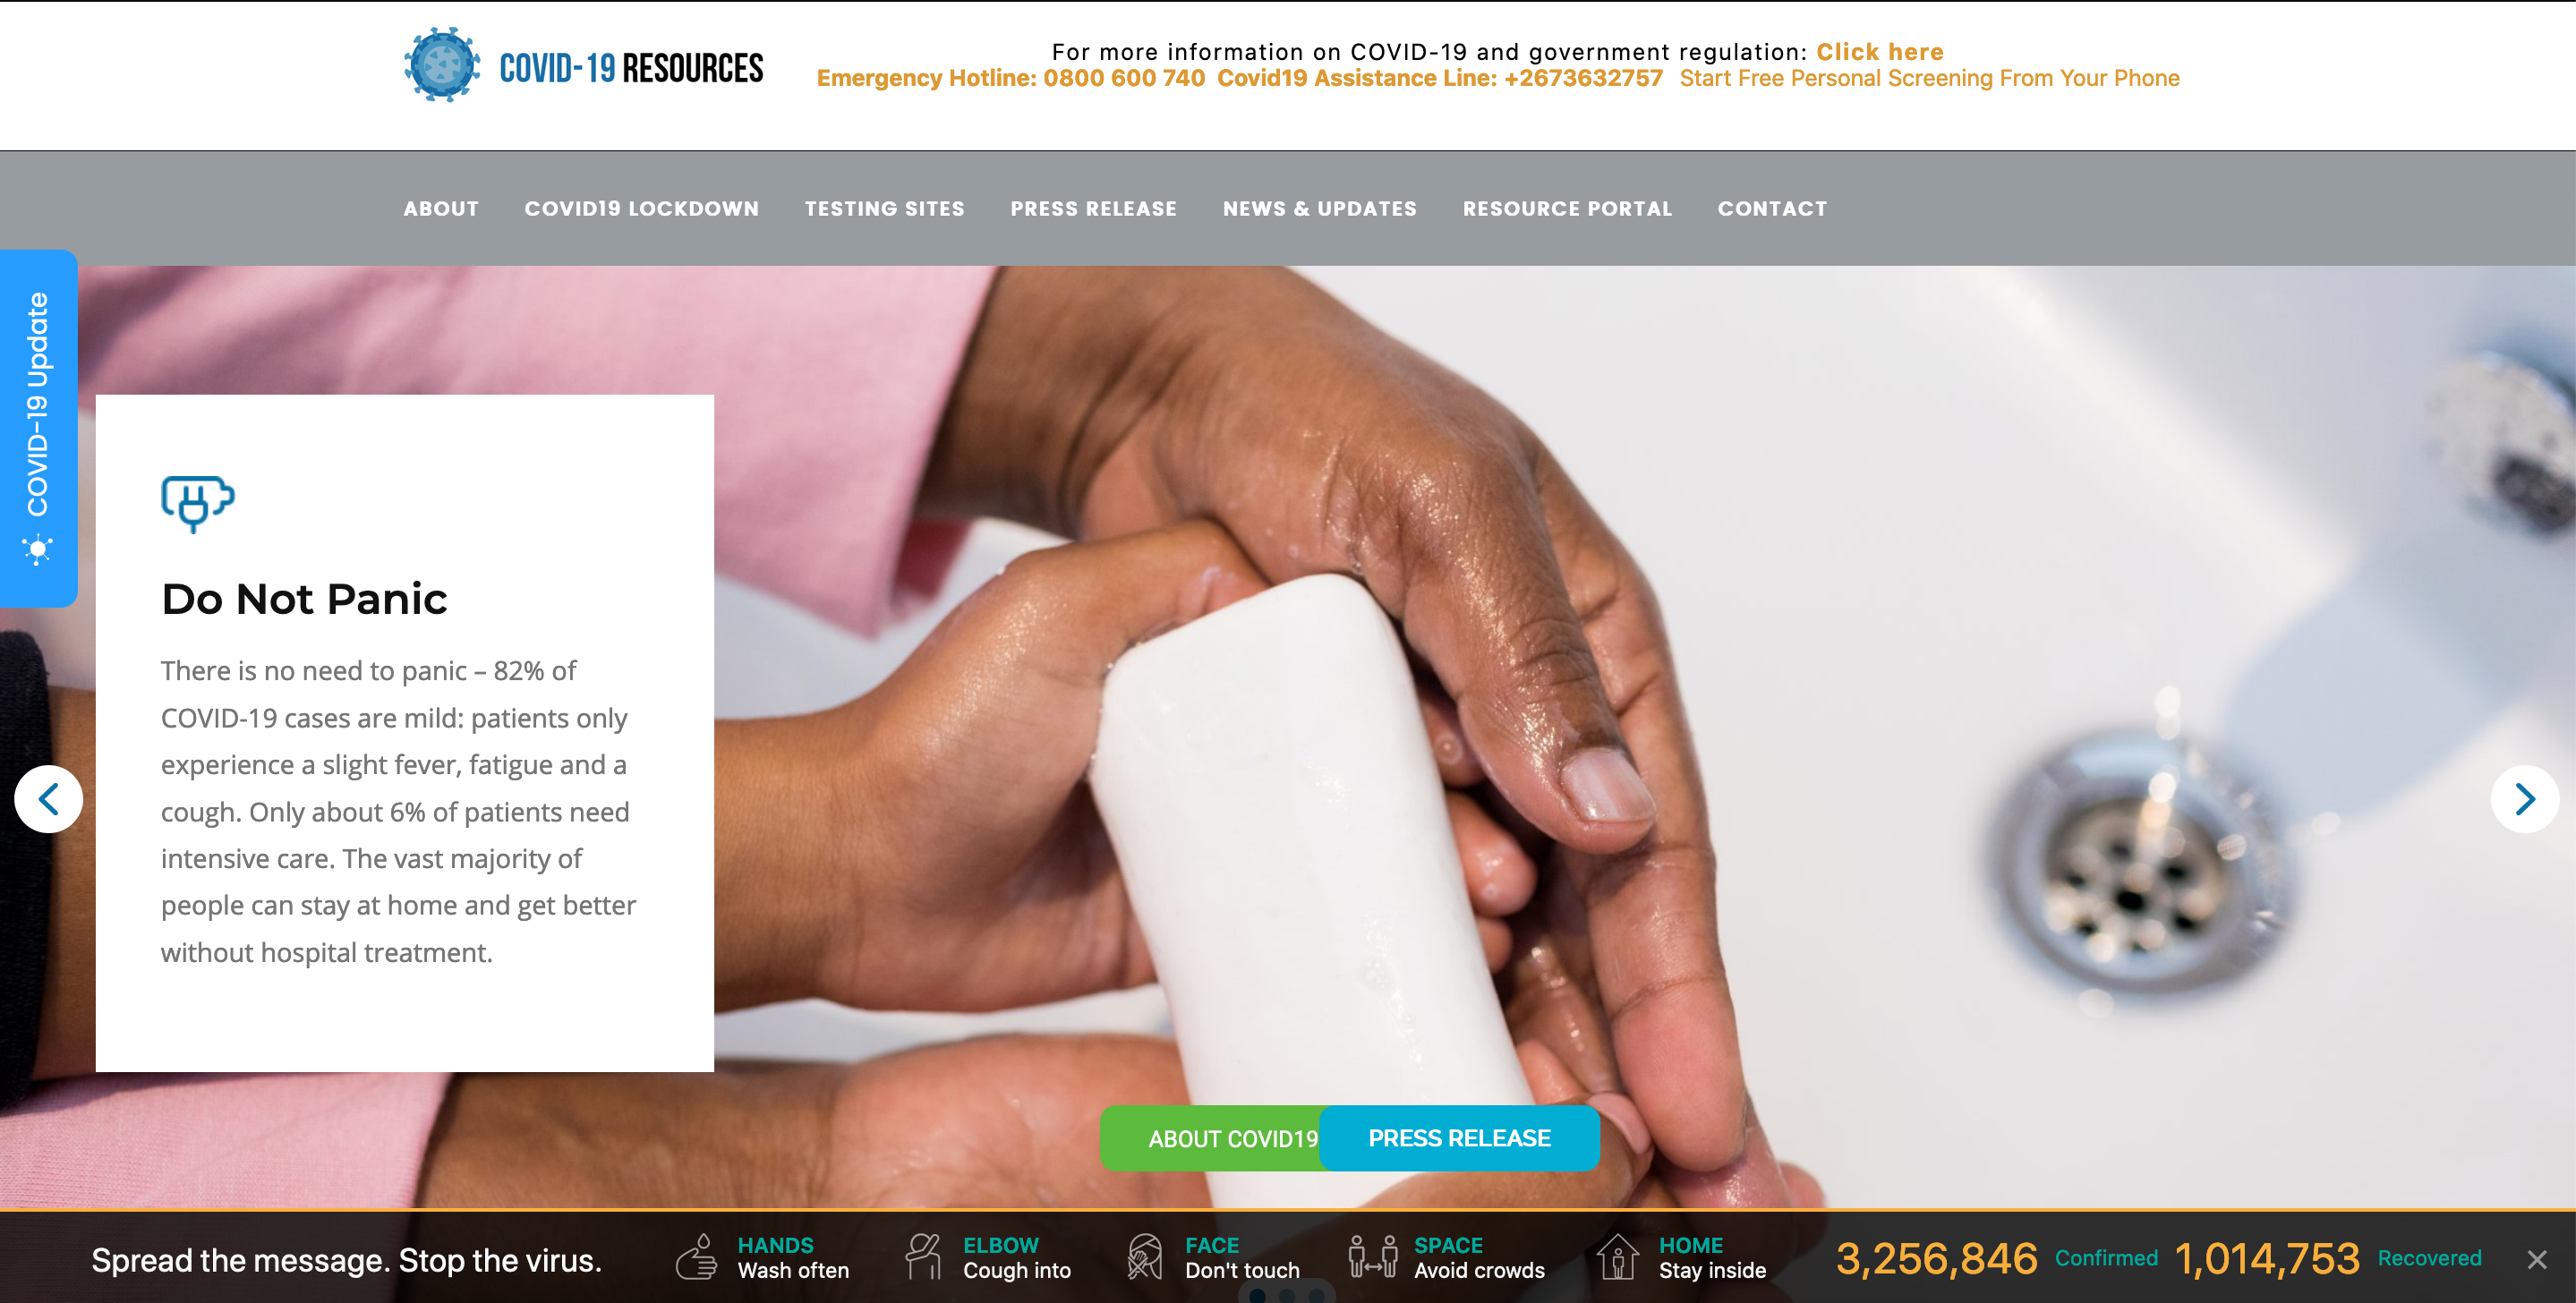 COVID-19 RESOURCES
For more information on COVID-19 and government regulation: Click here
Emergency Hotline: 0800 600 740 Covid19 Assistance Line: +2673632757 Start Free Personal Screening From Your Phone
ABOUT COVID19 LOCKDOWN TESTING SITES PRESS RELEASE NEWS & UPDATES RESOURCE PORTAL CONTACT
COVID-19 Update
Do Not Panic
There is no need to panic – 82% of
COVID-19 cases are mild: patients only
experience a slight fever, fatigue and a
cough. Only about 6% of patients need
intensive care. The vast majority of
people can stay at home and get better
without hospital treatment.
ABOUT COVID19 PRESS RELEASE
Spread the message. Stop the virus.
HANDS
Wash often
ELBOW
Cough into
FACE
Don't touch
SPACE
Avoid crowds
HOME
Stay inside
3,256,846 Confirmed 1,014,753 Recovered